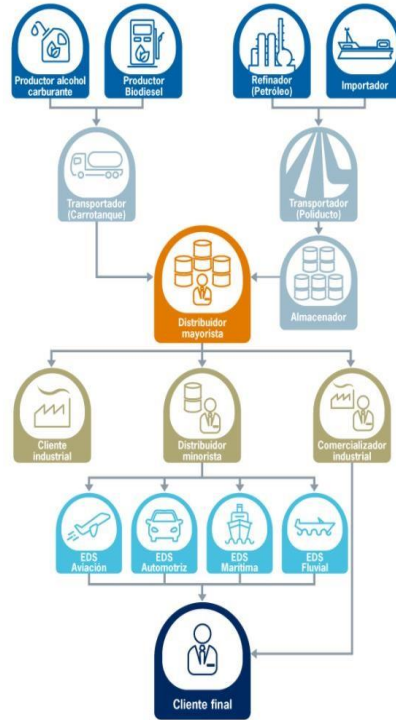 Productor alcohol
carburante
Productor
Biodiesel
Refinador
(Petróleo)
Importador
Transportador
(Carrotanque)
Transportador
(Poliducto)
Distribuidor
mayorista
Almacenador
Cliente
industrial
Distribuidor
minorista
Comercializador
industrial
EDS
Aviación
EDS
Automotriz
EDS
Marítima
EDS
Fluvial
Cliente final